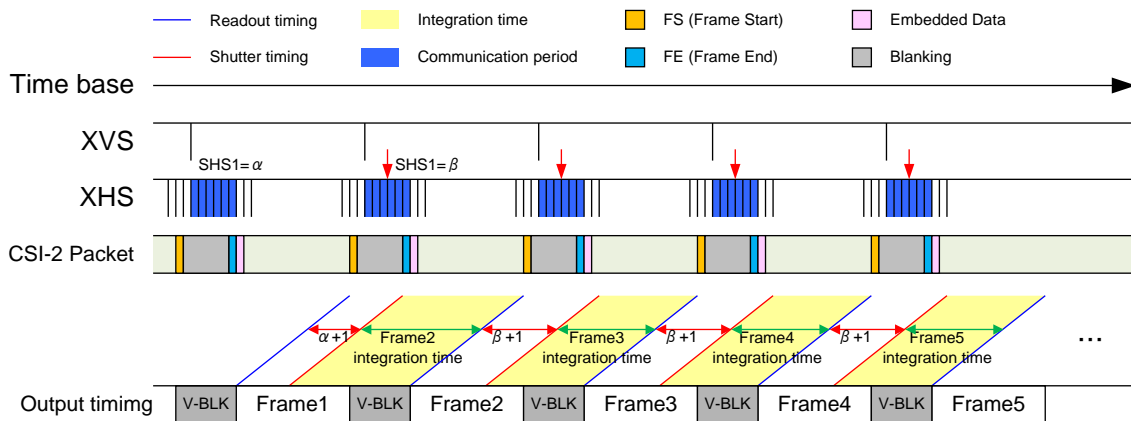 Readout timing
Integration time
FS (Frame Start)
Embedded Data
Shutter timing
Communication period
FE (Frame End)
Blanking
Time base
XVS
SHS1= α
SHS1= β
XHS
CSI-2 Packet
α +1
Frame2
integration time
β +1
Frame3
integration time
β +1
Frame4
integration time
β +1
Frame5
integration time
...
Output timimg
V-BLK
Frame1
V-BLK
Frame2
V-BLK
Frame3
V-BLK
Frame4
V-BLK
Frame5